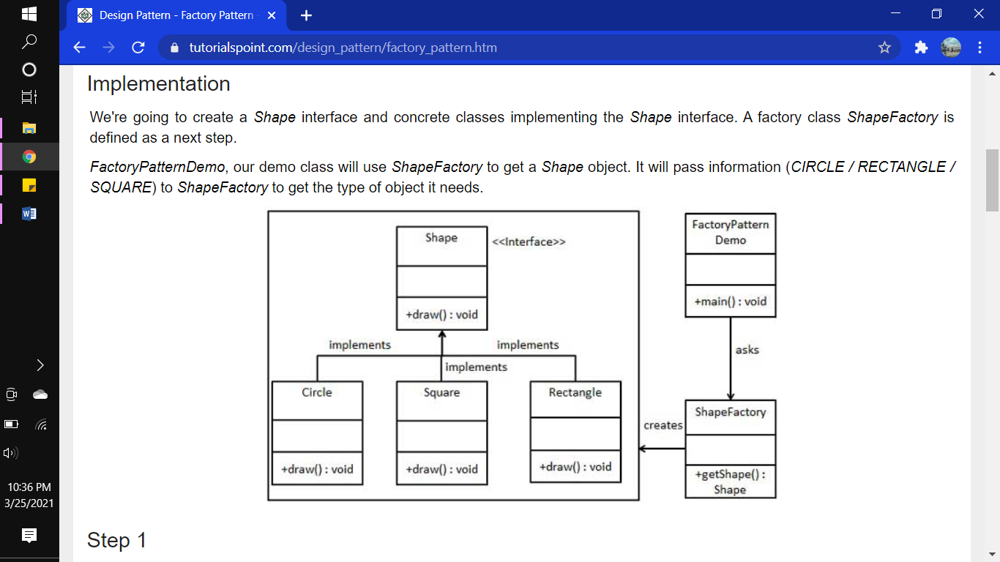 Design Pattern - Factory Pattern -
tutorialspoint.com/design_pattern/factory_pattern.htm
Implementation
We're going to create a Shape interface and concrete classes implementing the Shape interface. A factory class ShapeFactory is
defined as a next step.
FactoryPatternDemo, our demo class will use ShapeFactory to get a Shape object. It will pass information (CIRCLE / RECTANGLE /
SQUARE) to ShapeFactory to get the type of object it needs.
Shape
<<Interface>>
+draw() : void
FactoryPattern
Demo
+main() : void
implements
implements
implements
asks
Circle
+draw() : void
Square
+draw() : void
Rectangle
+draw() : void
creates
ShapeFactory
+getShape() :
Shape
Step 1
W
10:36 PM
3/25/2021